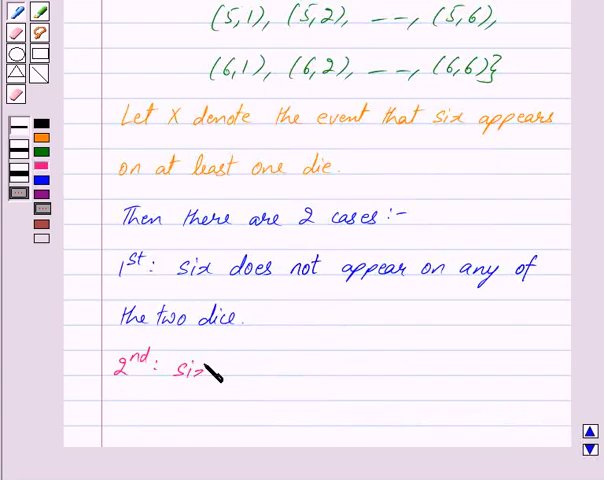 (5,1), (5,2), - - -, (5,6),
(6,1), (6,2), - - -, (6,6)}
Let X denote the event that six appears
on at least one die.
Then there are 2 cases :-
1st: six does not appear on any of
the two dice.
2nd: six